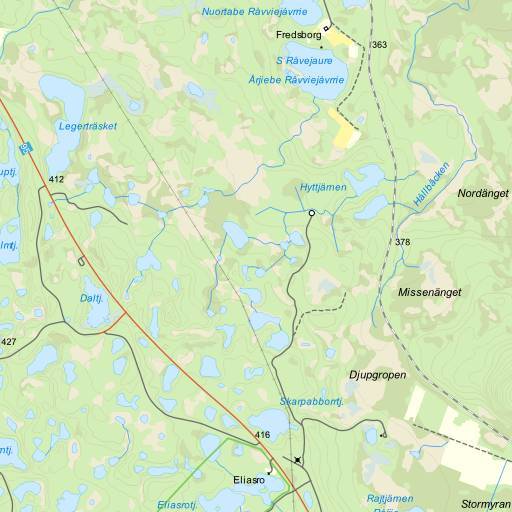 Nuortabe Råvviejávrrie
Fredsborg
363
S Råvejaure
Árjiebe Råvviejávrrie
Legerträsket
412
Hyttjärnen
Hällbäcken
Nordänget
378
Missenänget
Daltj.
427
Djupgropen
Skarpabborrtj.
416
Eliasro
Eliasrotj.
Rajtjärnen
Stormyran